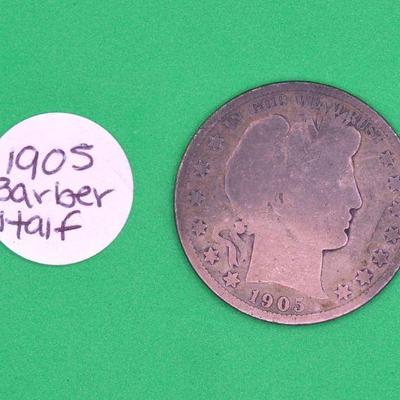 1905
Barber
Half
IN GOD WE TRUST
1905